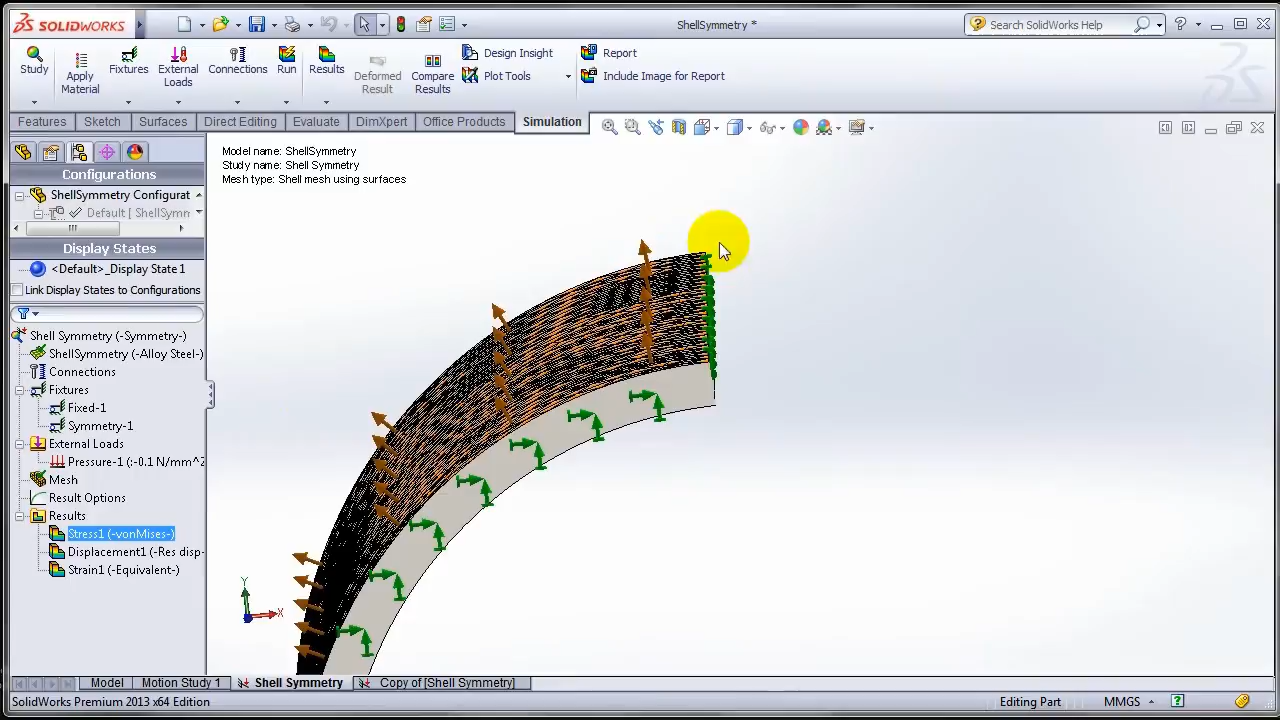 SOLIDWORKS
ShellSymmetry *
Search SolidWorks Help
Study
Apply Material
Fixtures
External Loads
Connections
Run
Results
Deformed Result
Compare Results
Design Insight
Plot Tools
Report
Include Image for Report
Features
Sketch
Surfaces
Direct Editing
Evaluate
DimXpert
Office Products
Simulation
Configurations
ShellSymmetry Configurat
Default [ ShellSymn
Display States
<Default>_Display State 1
Link Display States to Configurations
Shell Symmetry (-Symmetry-)
ShellSymmetry (-Alloy Steel-)
Connections
Fixtures
Fixed-1
Symmetry-1
External Loads
Pressure-1 (:-0.1 N/mm^2
Mesh
Result Options
Results
Stress1 (-vonMises-)
Displacement1 (-Res disp-
Strain1 (-Equivalent-)
Model name: ShellSymmetry
Study name: Shell Symmetry
Mesh type: Shell mesh using surfaces
Y
X
Model
Motion Study 1
Shell Symmetry
Copy of [Shell Symmetry]
SolidWorks Premium 2013 x64 Edition
Editing Part
MMGS